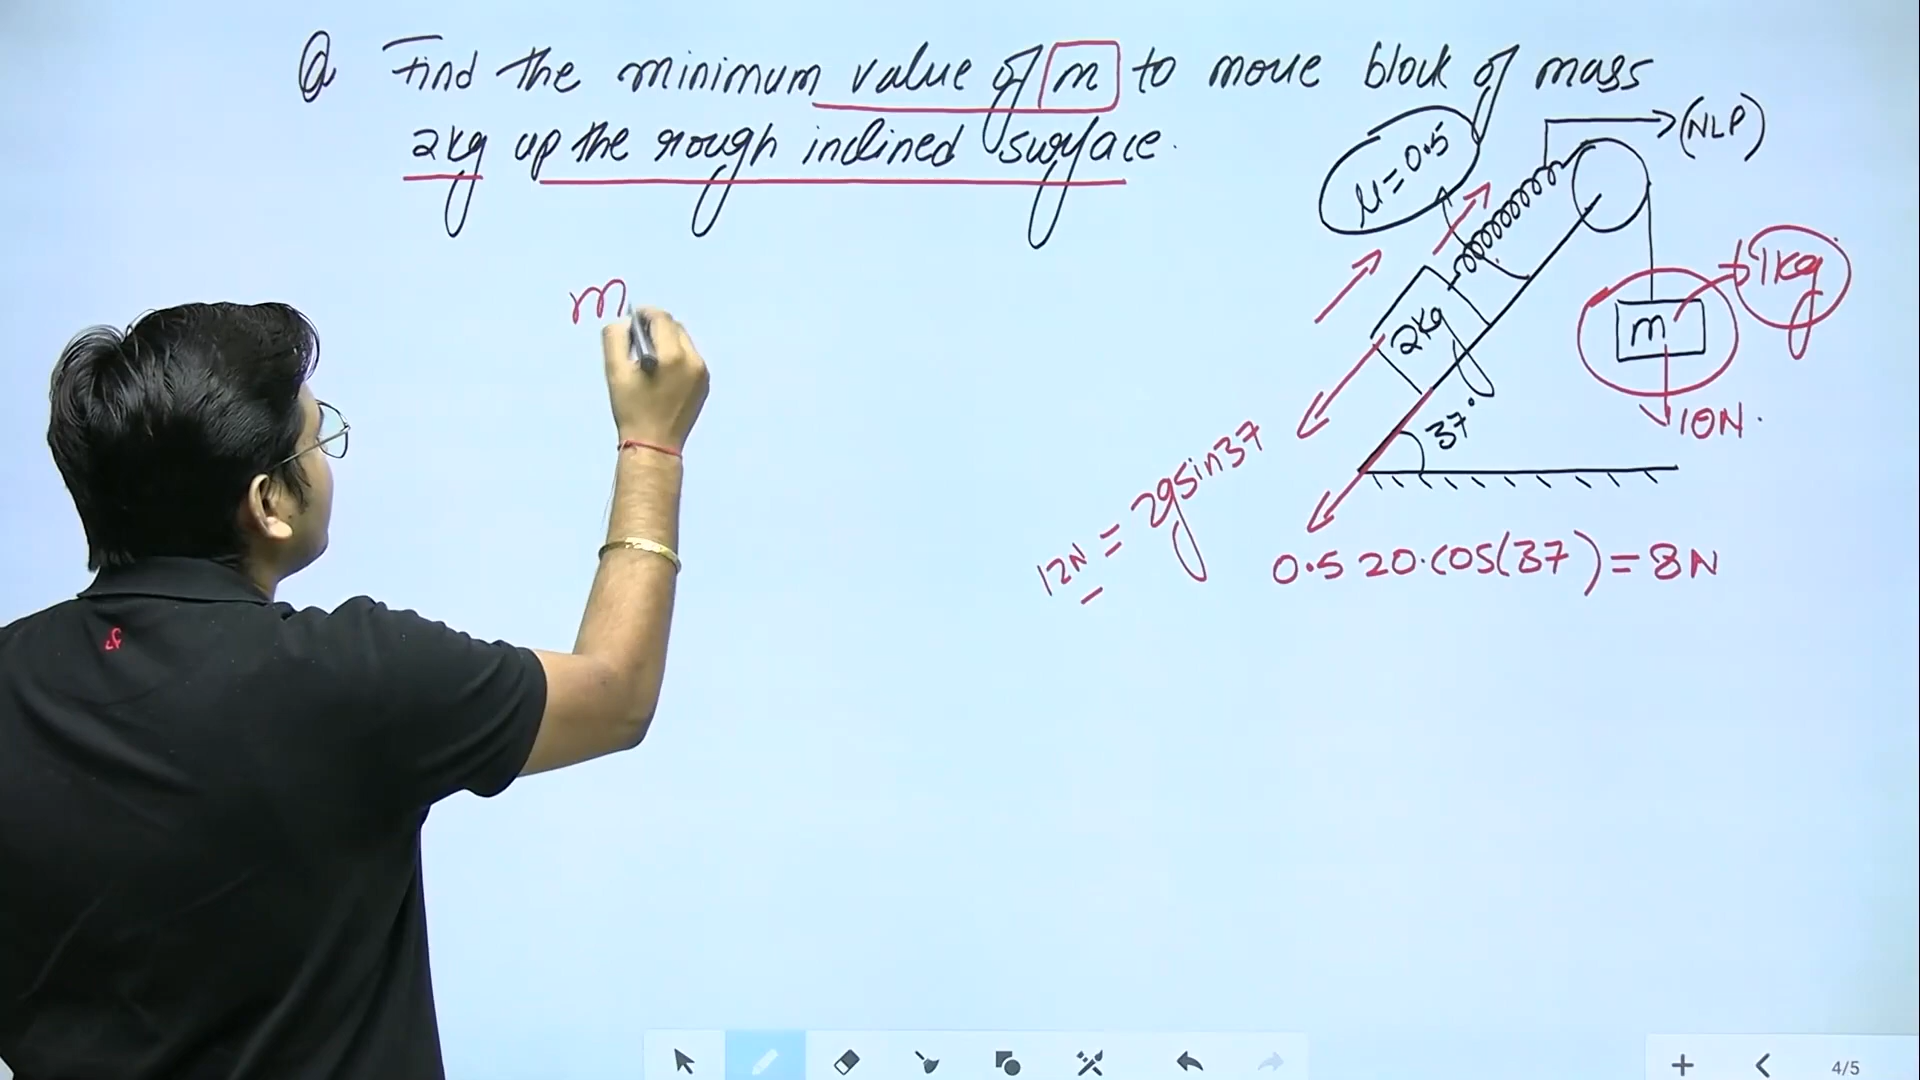 Q Find the minimum value of m to move block of mass
2kg up the rough inclined surface.
(NLP)
μ=0.5
1kg
2kg
m
37°
10N.
12N = 2gsin37
0.5 20.cos(37)=8N
m
4/5